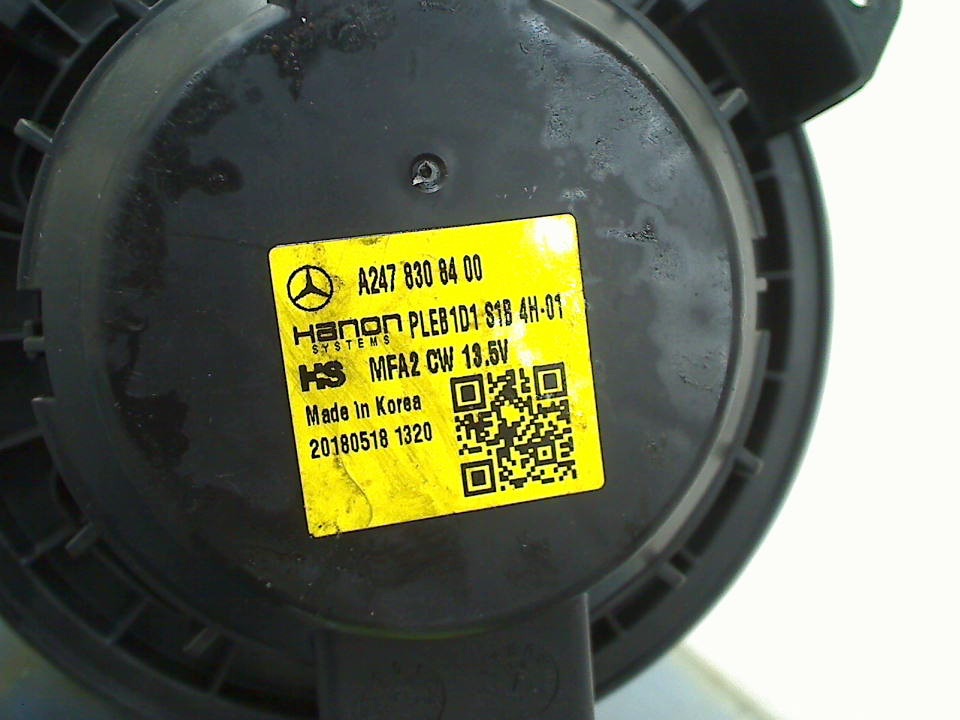 A247 830 84 00
Hanon PLEB1D1 S1B 4H-01
SYSTEMS
HS MFA2 CW 13.5V
Made in Korea
20180518 1320